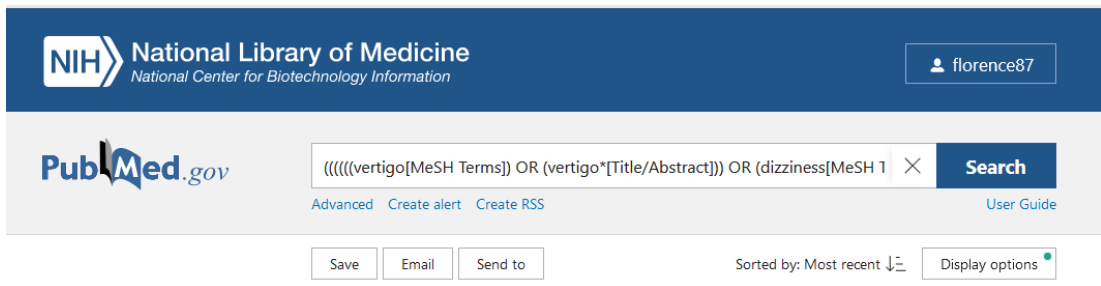 NIH National Library of Medicine
National Center for Biotechnology Information
florence87
PubMed.gov
((((((vertigo[MeSH Terms]) OR (vertigo*[Title/Abstract])) OR (dizziness[MeSH T
Search
Advanced Create alert Create RSS
User Guide
Save Email Send to
Sorted by: Most recent
Display options